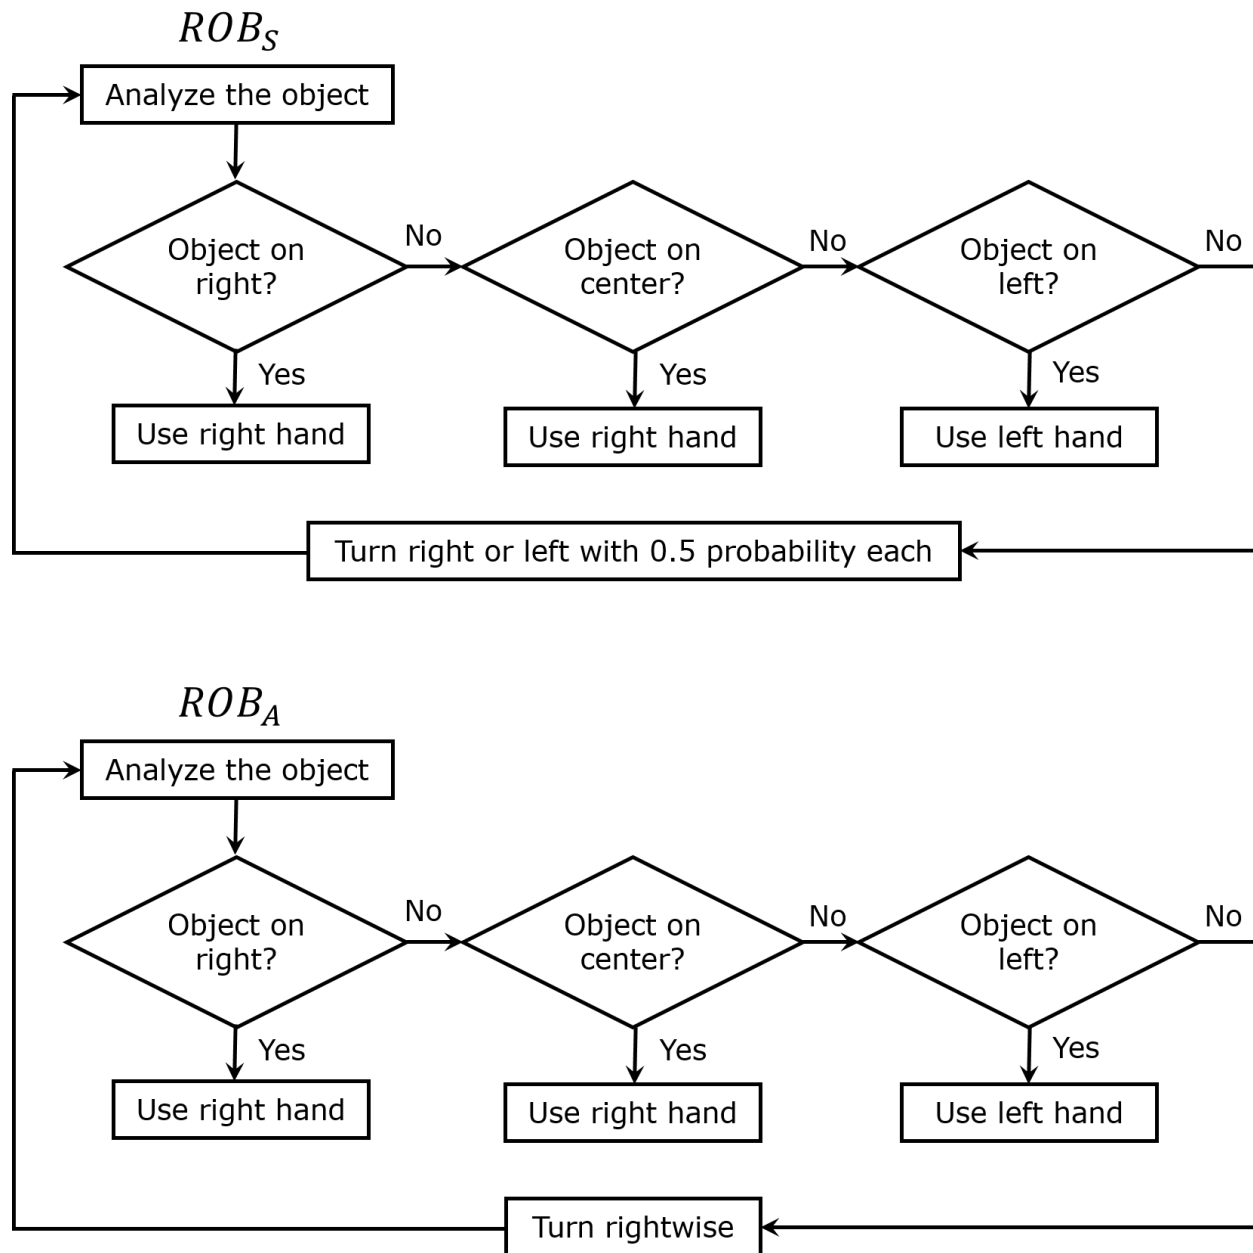 ROB_S
Analyze the object
Object on
right?
No
Object on
center?
No
Object on
left?
No
Yes
Yes
Yes
Use right hand
Use right hand
Use left hand
Turn right or left with 0.5 probability each
ROB_A
Analyze the object
Object on
right?
No
Object on
center?
No
Object on
left?
No
Yes
Yes
Yes
Use right hand
Use right hand
Use left hand
Turn rightwise